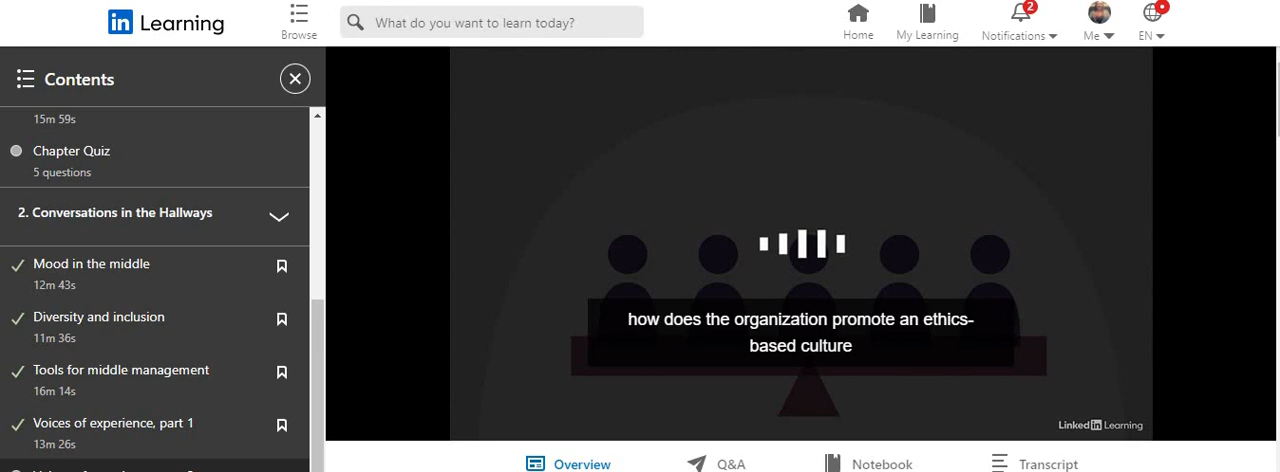 in Learning
Browse
What do you want to learn today?
Home
My Learning
2
Notifications
Me
EN
Contents
15m 59s
Chapter Quiz
5 questions
2. Conversations in the Hallways
Mood in the middle
12m 43s
Diversity and inclusion
11m 36s
Tools for middle management
16m 14s
Voices of experience, part 1
13m 26s
how does the organization promote an ethics-
based culture
Linked in Learning
Overview
Q&A
Notebook
Transcript